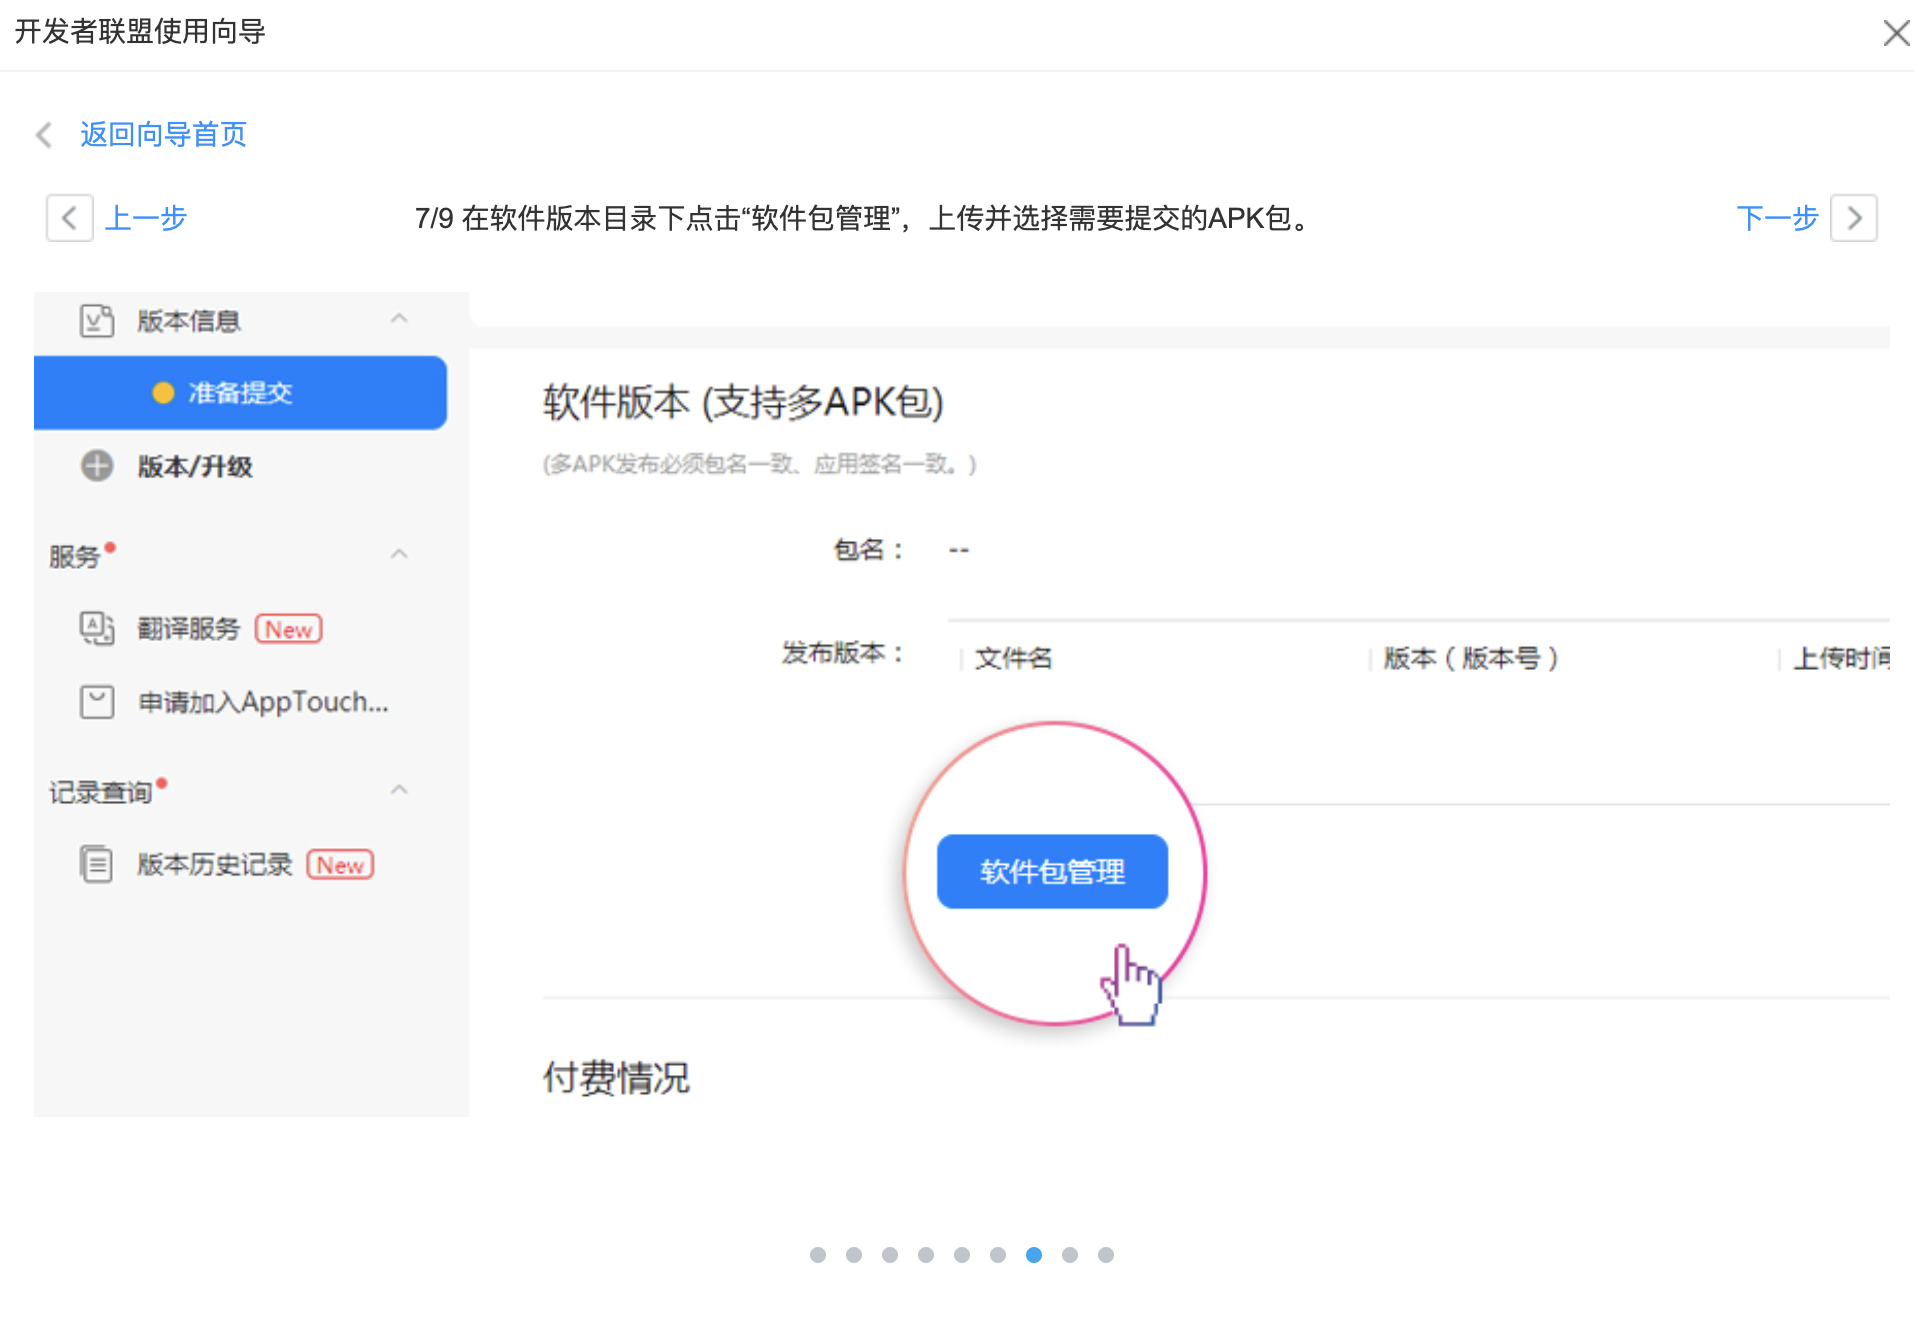 开发者联盟使用向导
返回向导首页
上一步
7/9 在软件版本目录下点击“软件包管理”，上传并选择需要提交的APK包。
下一步
版本信息
准备提交
版本/升级
服务
翻译服务 New
申请加入AppTouch...
记录查询
版本历史记录 New
软件版本 (支持多APK包)
(多APK发布必须包名一致、应用签名一致。)
包名： --
发布版本： 文件名 版本（版本号） 上传时间
软件包管理
付费情况